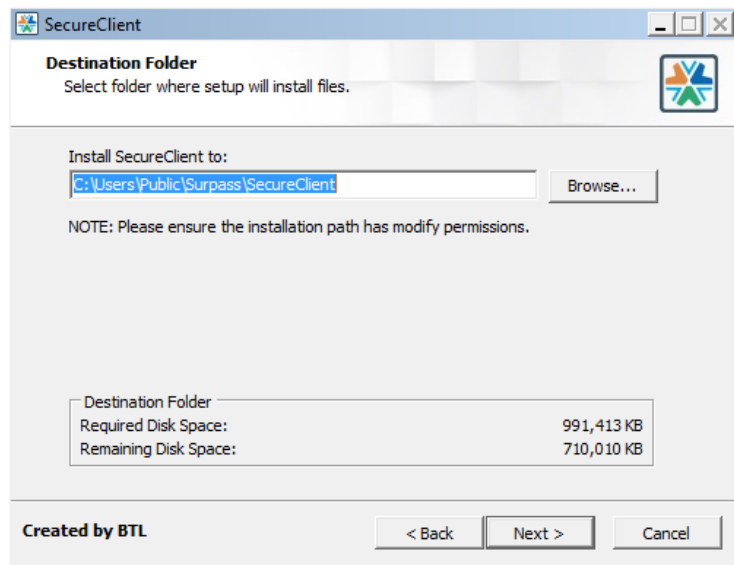 SecureClient
Destination Folder
Select folder where setup will install files.
Install SecureClient to:
C:\Users\Public\Surpass\SecureClient
Browse...
NOTE: Please ensure the installation path has modify permissions.
Destination Folder
Required Disk Space: 991,413 KB
Remaining Disk Space: 710,010 KB
Created by BTL
< Back
Next >
Cancel